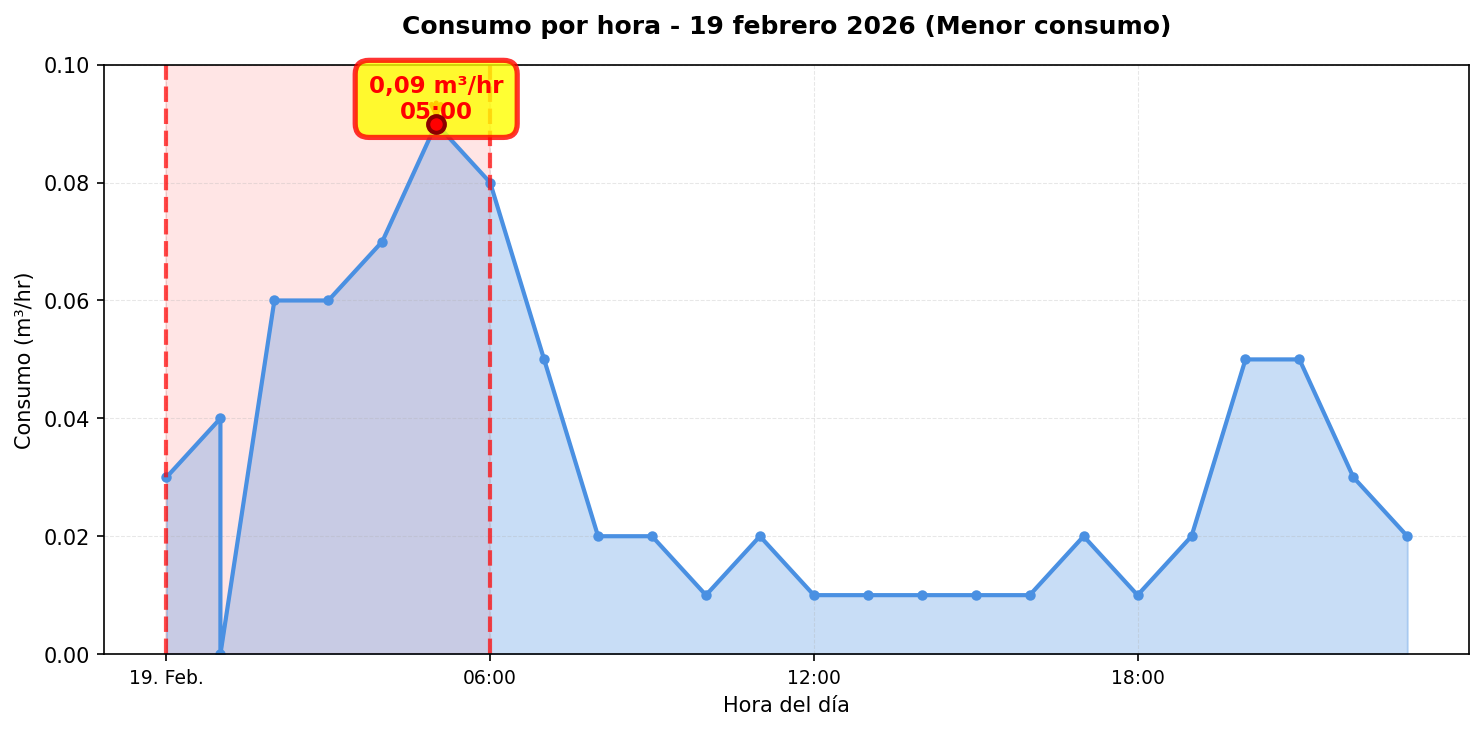 Consumo por hora - 19 febrero 2026 (Menor consumo)
0,09 m³/hr
05:00
Consumo (m³/hr)
0.10
0.08
0.06
0.04
0.02
0.00
19. Feb.
06:00
12:00
18:00
Hora del día